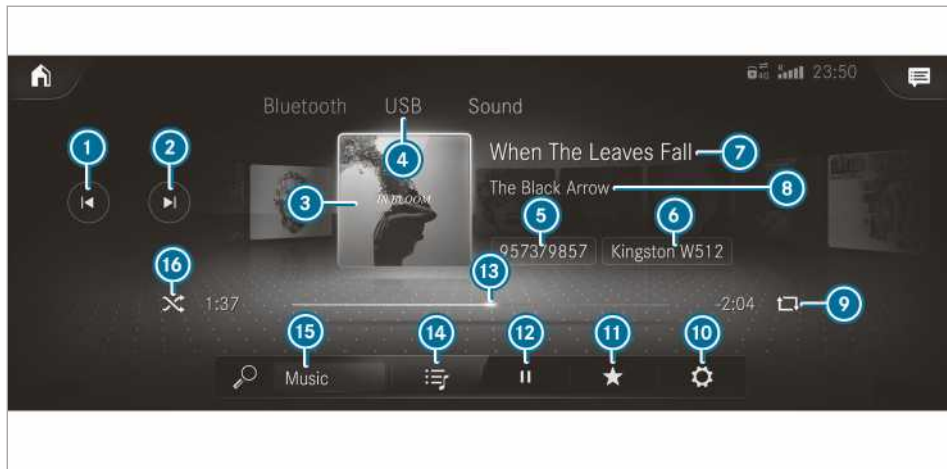 4G 23:50
Bluetooth USB Sound
1 2 4
When The Leaves Fall 7
3 IN BLOOM The Black Arrow 8
5 6
957379857 Kingston W512
16 13
1:37 -2:04 9
15 14 12 11 10
Music